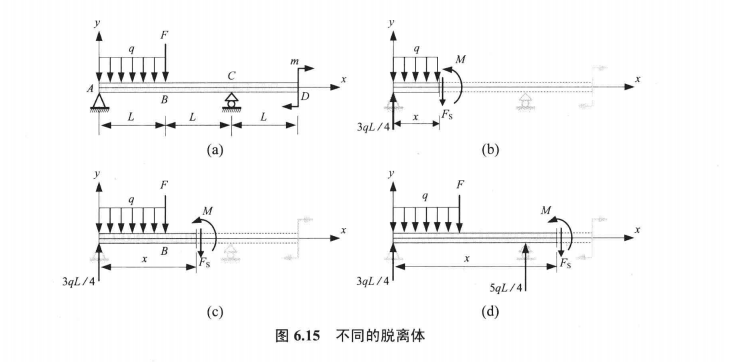 y
F
q
m
A
B
C
D
x
L
L
L
(a)
y
q
M
F_S
x
3qL/4
x
(b)
y
F
q
M
B
F_S
x
x
3qL/4
(c)
y
F
q
M
F_S
x
x
3qL/4
5qL/4
(d)
图 6.15 不同的脱离体